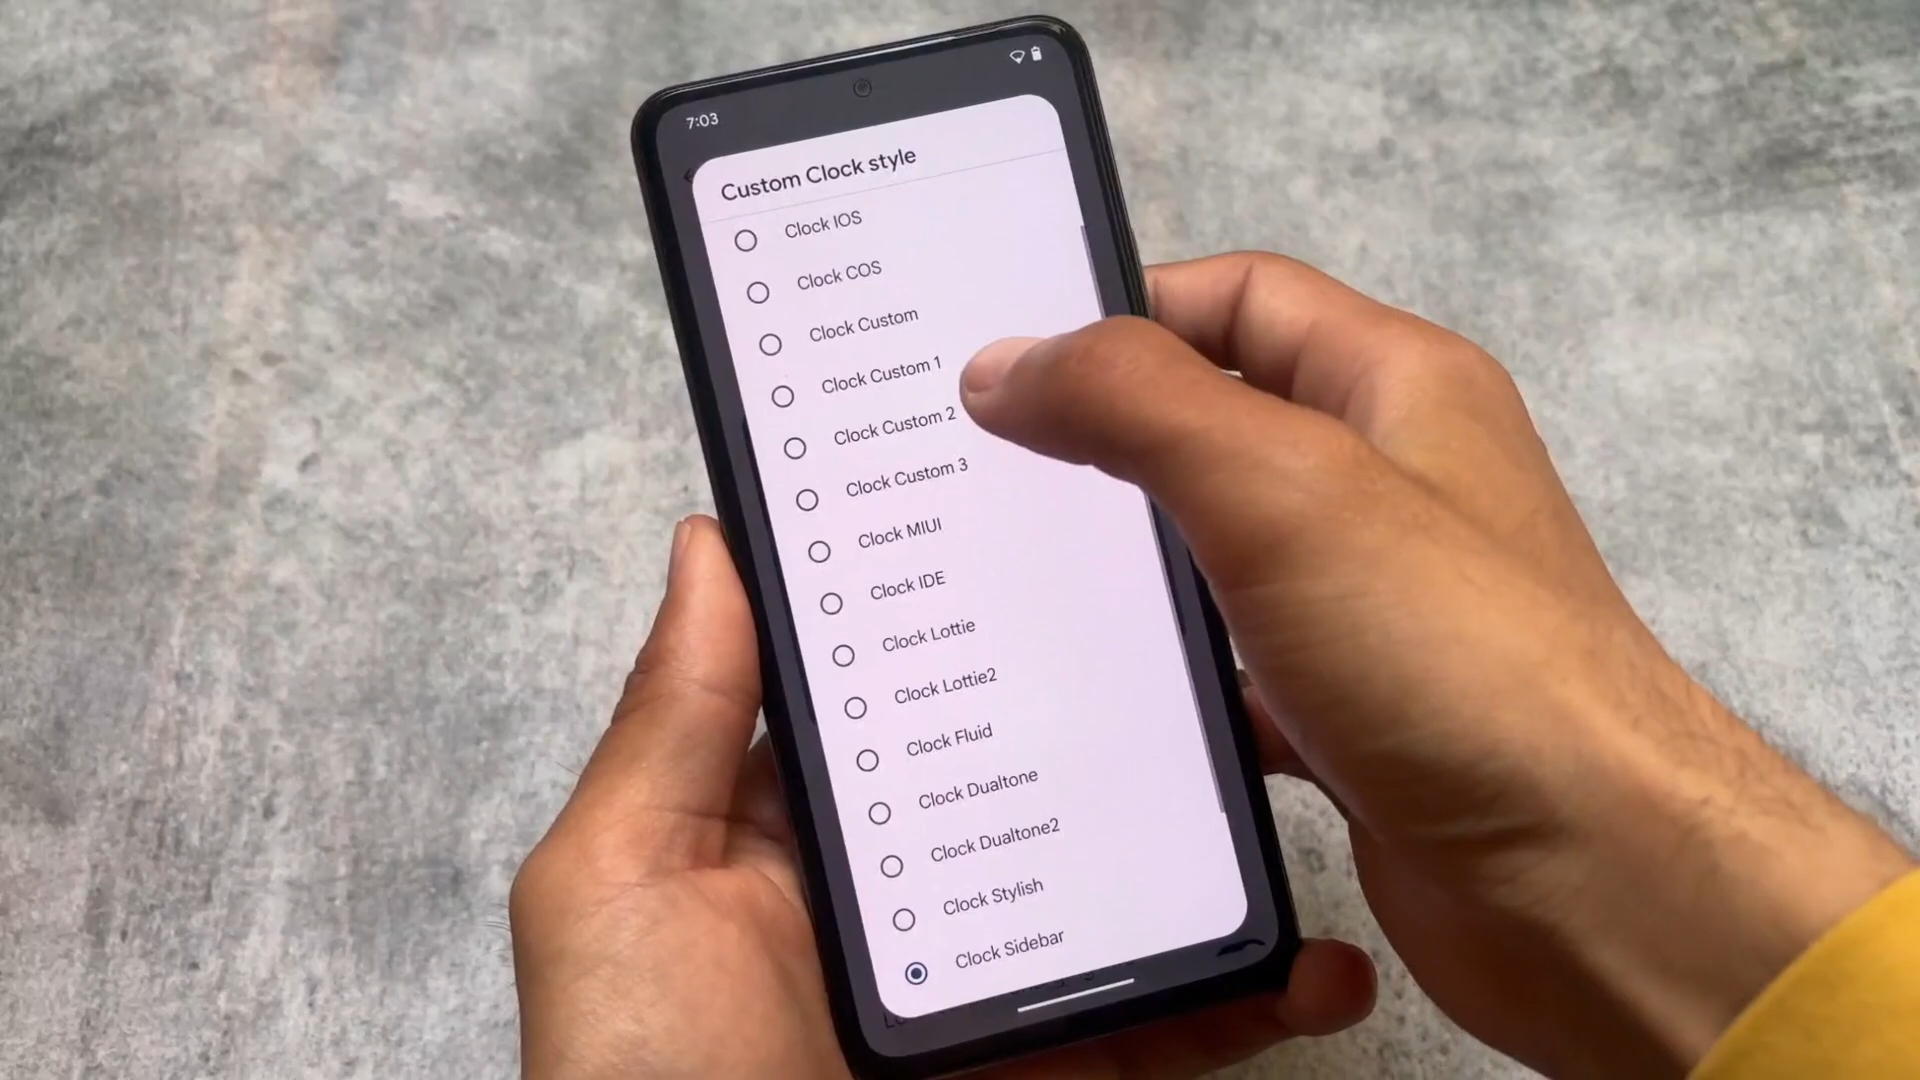 7:03
Custom Clock style
Clock IOS
Clock COS
Clock Custom
Clock Custom 1
Clock Custom 2
Clock Custom 3
Clock MIUI
Clock IDE
Clock Lottie
Clock Lottie2
Clock Fluid
Clock Dualtone
Clock Dualtone2
Clock Stylish
Clock Sidebar